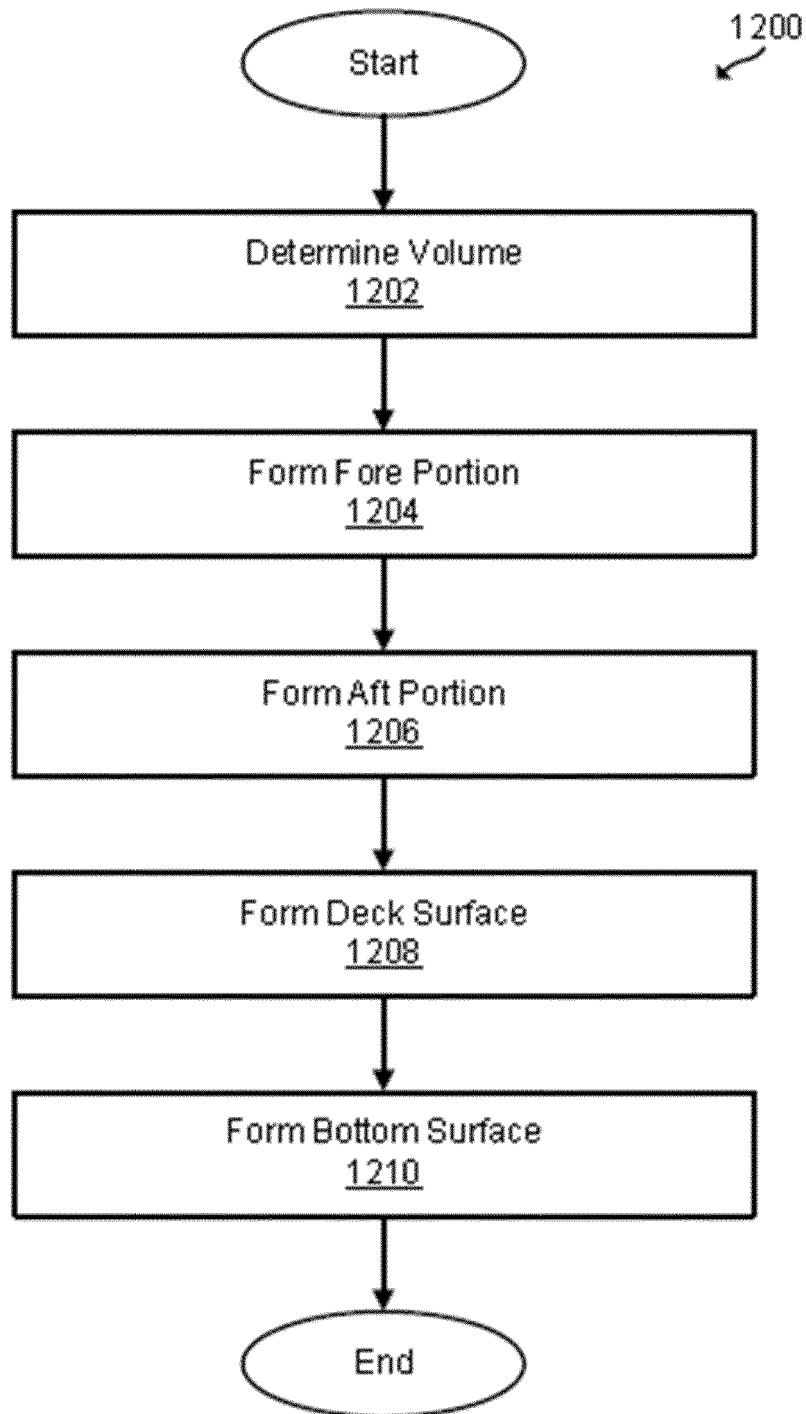 1200
Start
Determine Volume
1202
Form Fore Portion
1204
Form Aft Portion
1206
Form Deck Surface
1208
Form Bottom Surface
1210
End